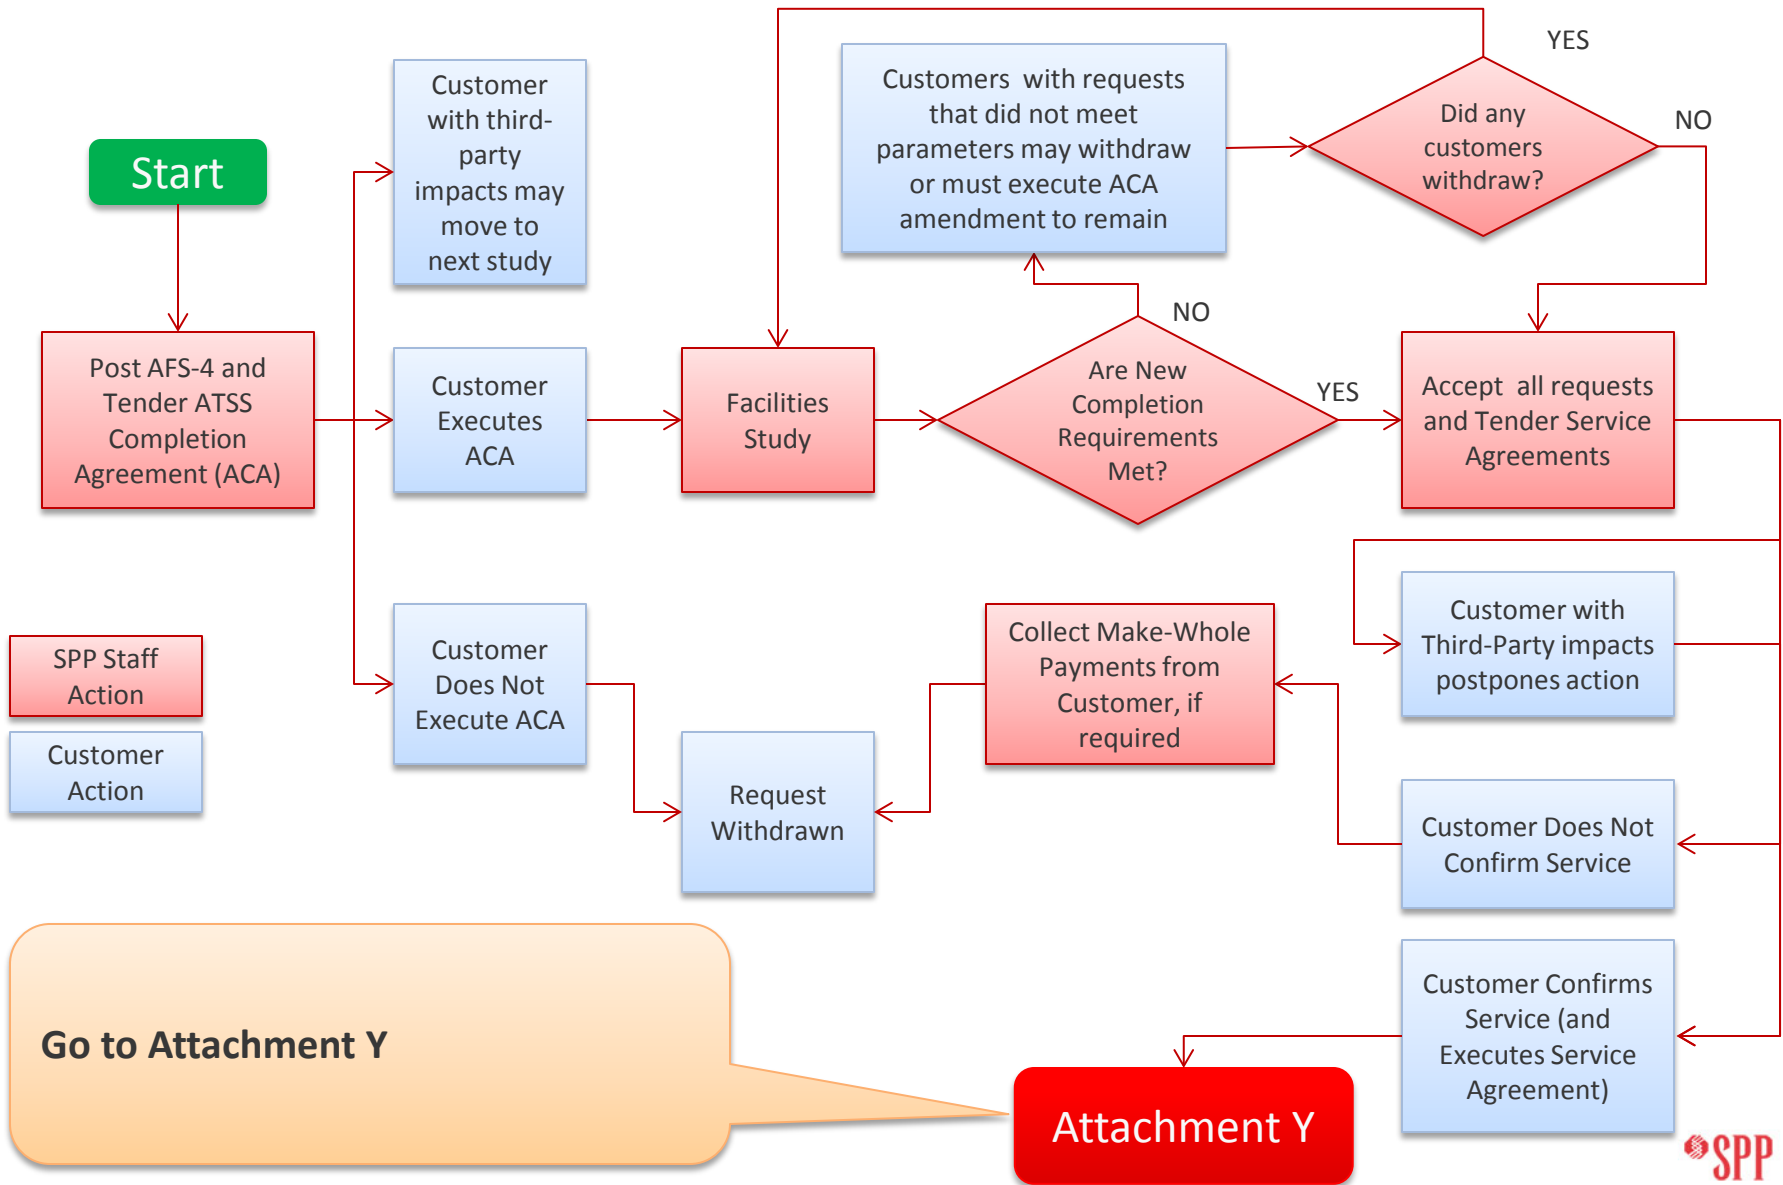 Start
Post AFS-4 and
Tender ATSS
Completion
Agreement (ACA)
Customer
with third-
party
impacts may
move to
next study
Customer
Executes
ACA
Customer
Does Not
Execute ACA
Facilities
Study
Customers with requests
that did not meet
parameters may withdraw
or must execute ACA
amendment to remain
YES
Did any
customers
withdraw?
NO
NO
Are New
Completion
Requirements
Met?
YES
Accept all requests
and Tender Service
Agreements
Customer with
Third-Party impacts
postpones action
Collect Make-Whole
Payments from
Customer, if
required
Request
Withdrawn
Customer Does Not
Confirm Service
Customer Confirms
Service (and
Executes Service
Agreement)
SPP Staff
Action
Customer
Action
Go to Attachment Y
Attachment Y
SPP